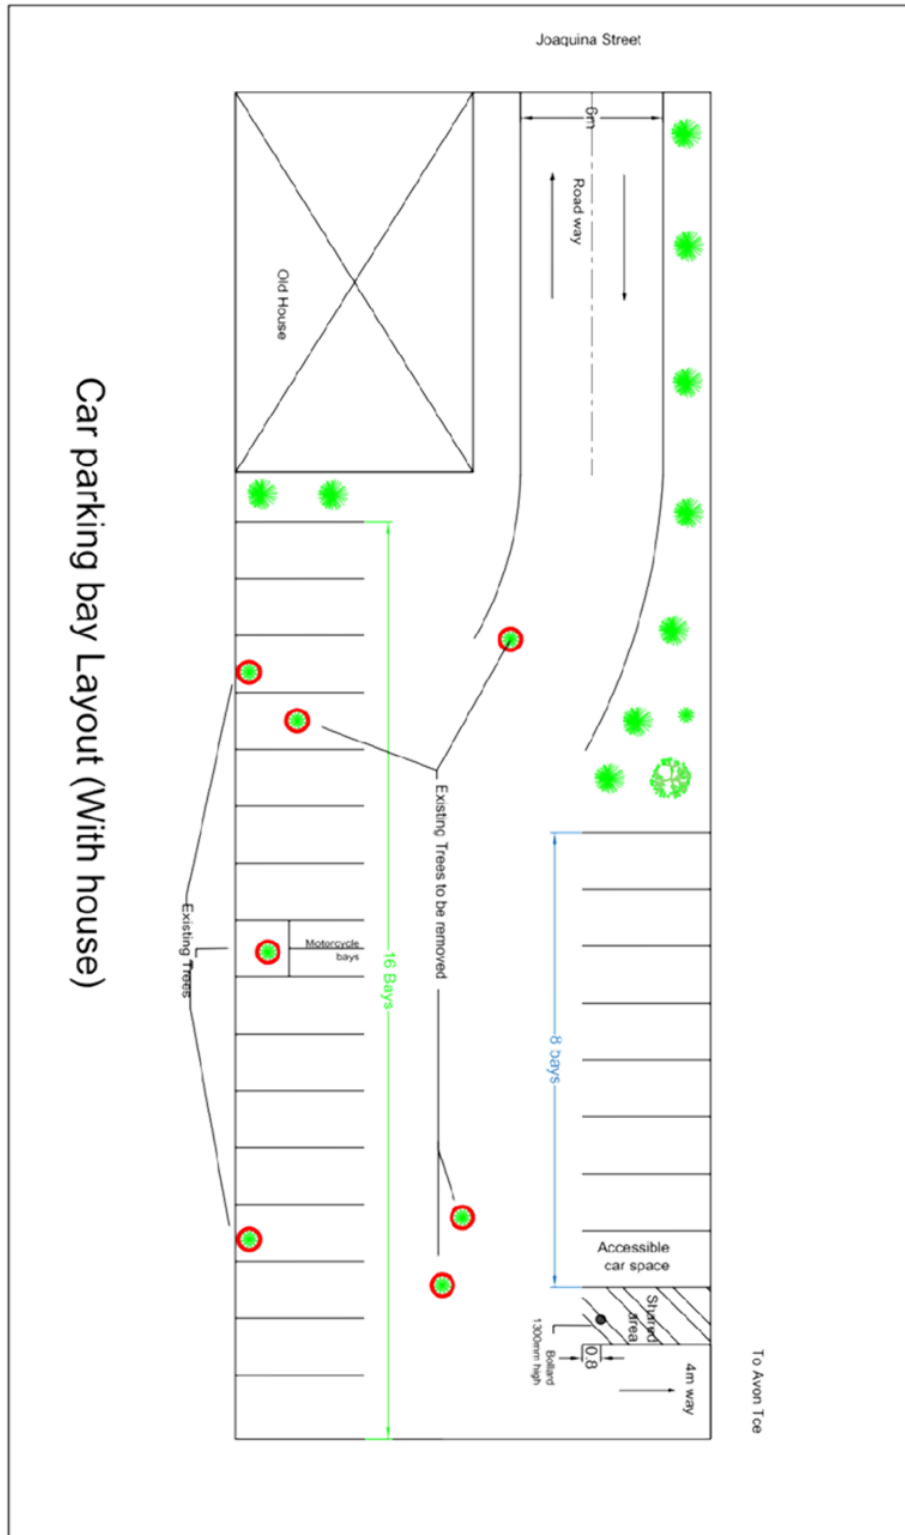 Joaquina Street
6m
Road way
Old House
Car parking bay Layout (With house)
Existing Trees to be removed
Existing Trees
Motorcycle
bays
16 Bays
8 bays
Accessible
car space
Shared
area
Bollard
1300mm high
0.8
4m way
To Avon Tce